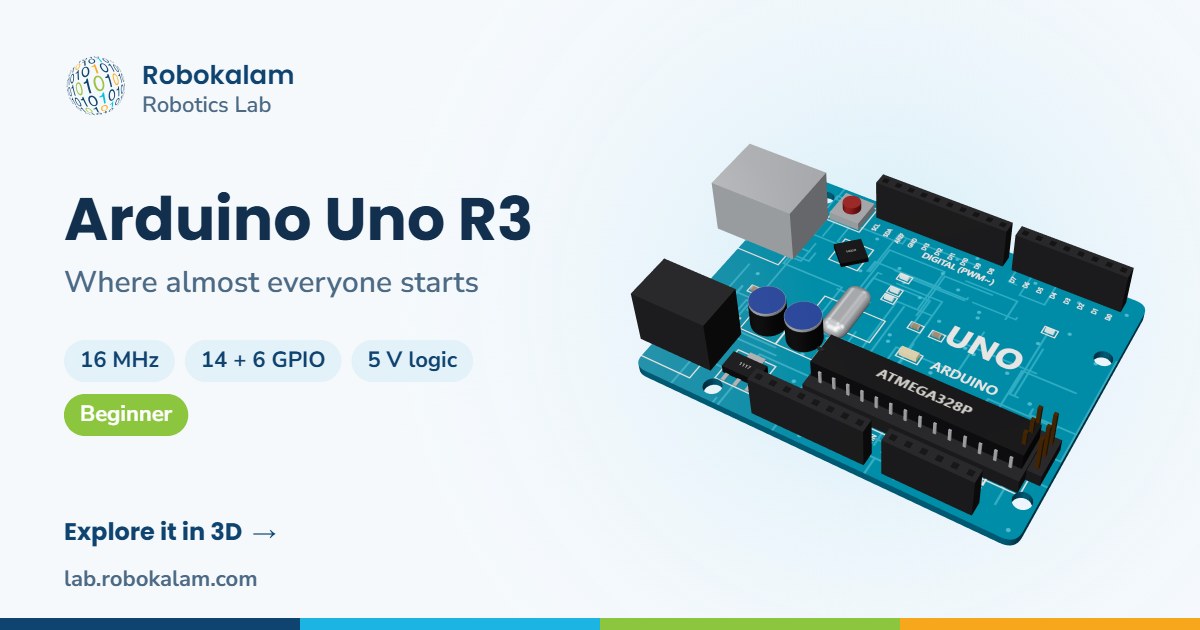 Robokalam
Robotics Lab
Arduino Uno R3
Where almost everyone starts
16 MHz
14 + 6 GPIO
5 V logic
Beginner
Explore it in 3D →
lab.robokalam.com
DIGITAL (PWM~)
UNO
ARDUINO
ATMEGA328P
1117